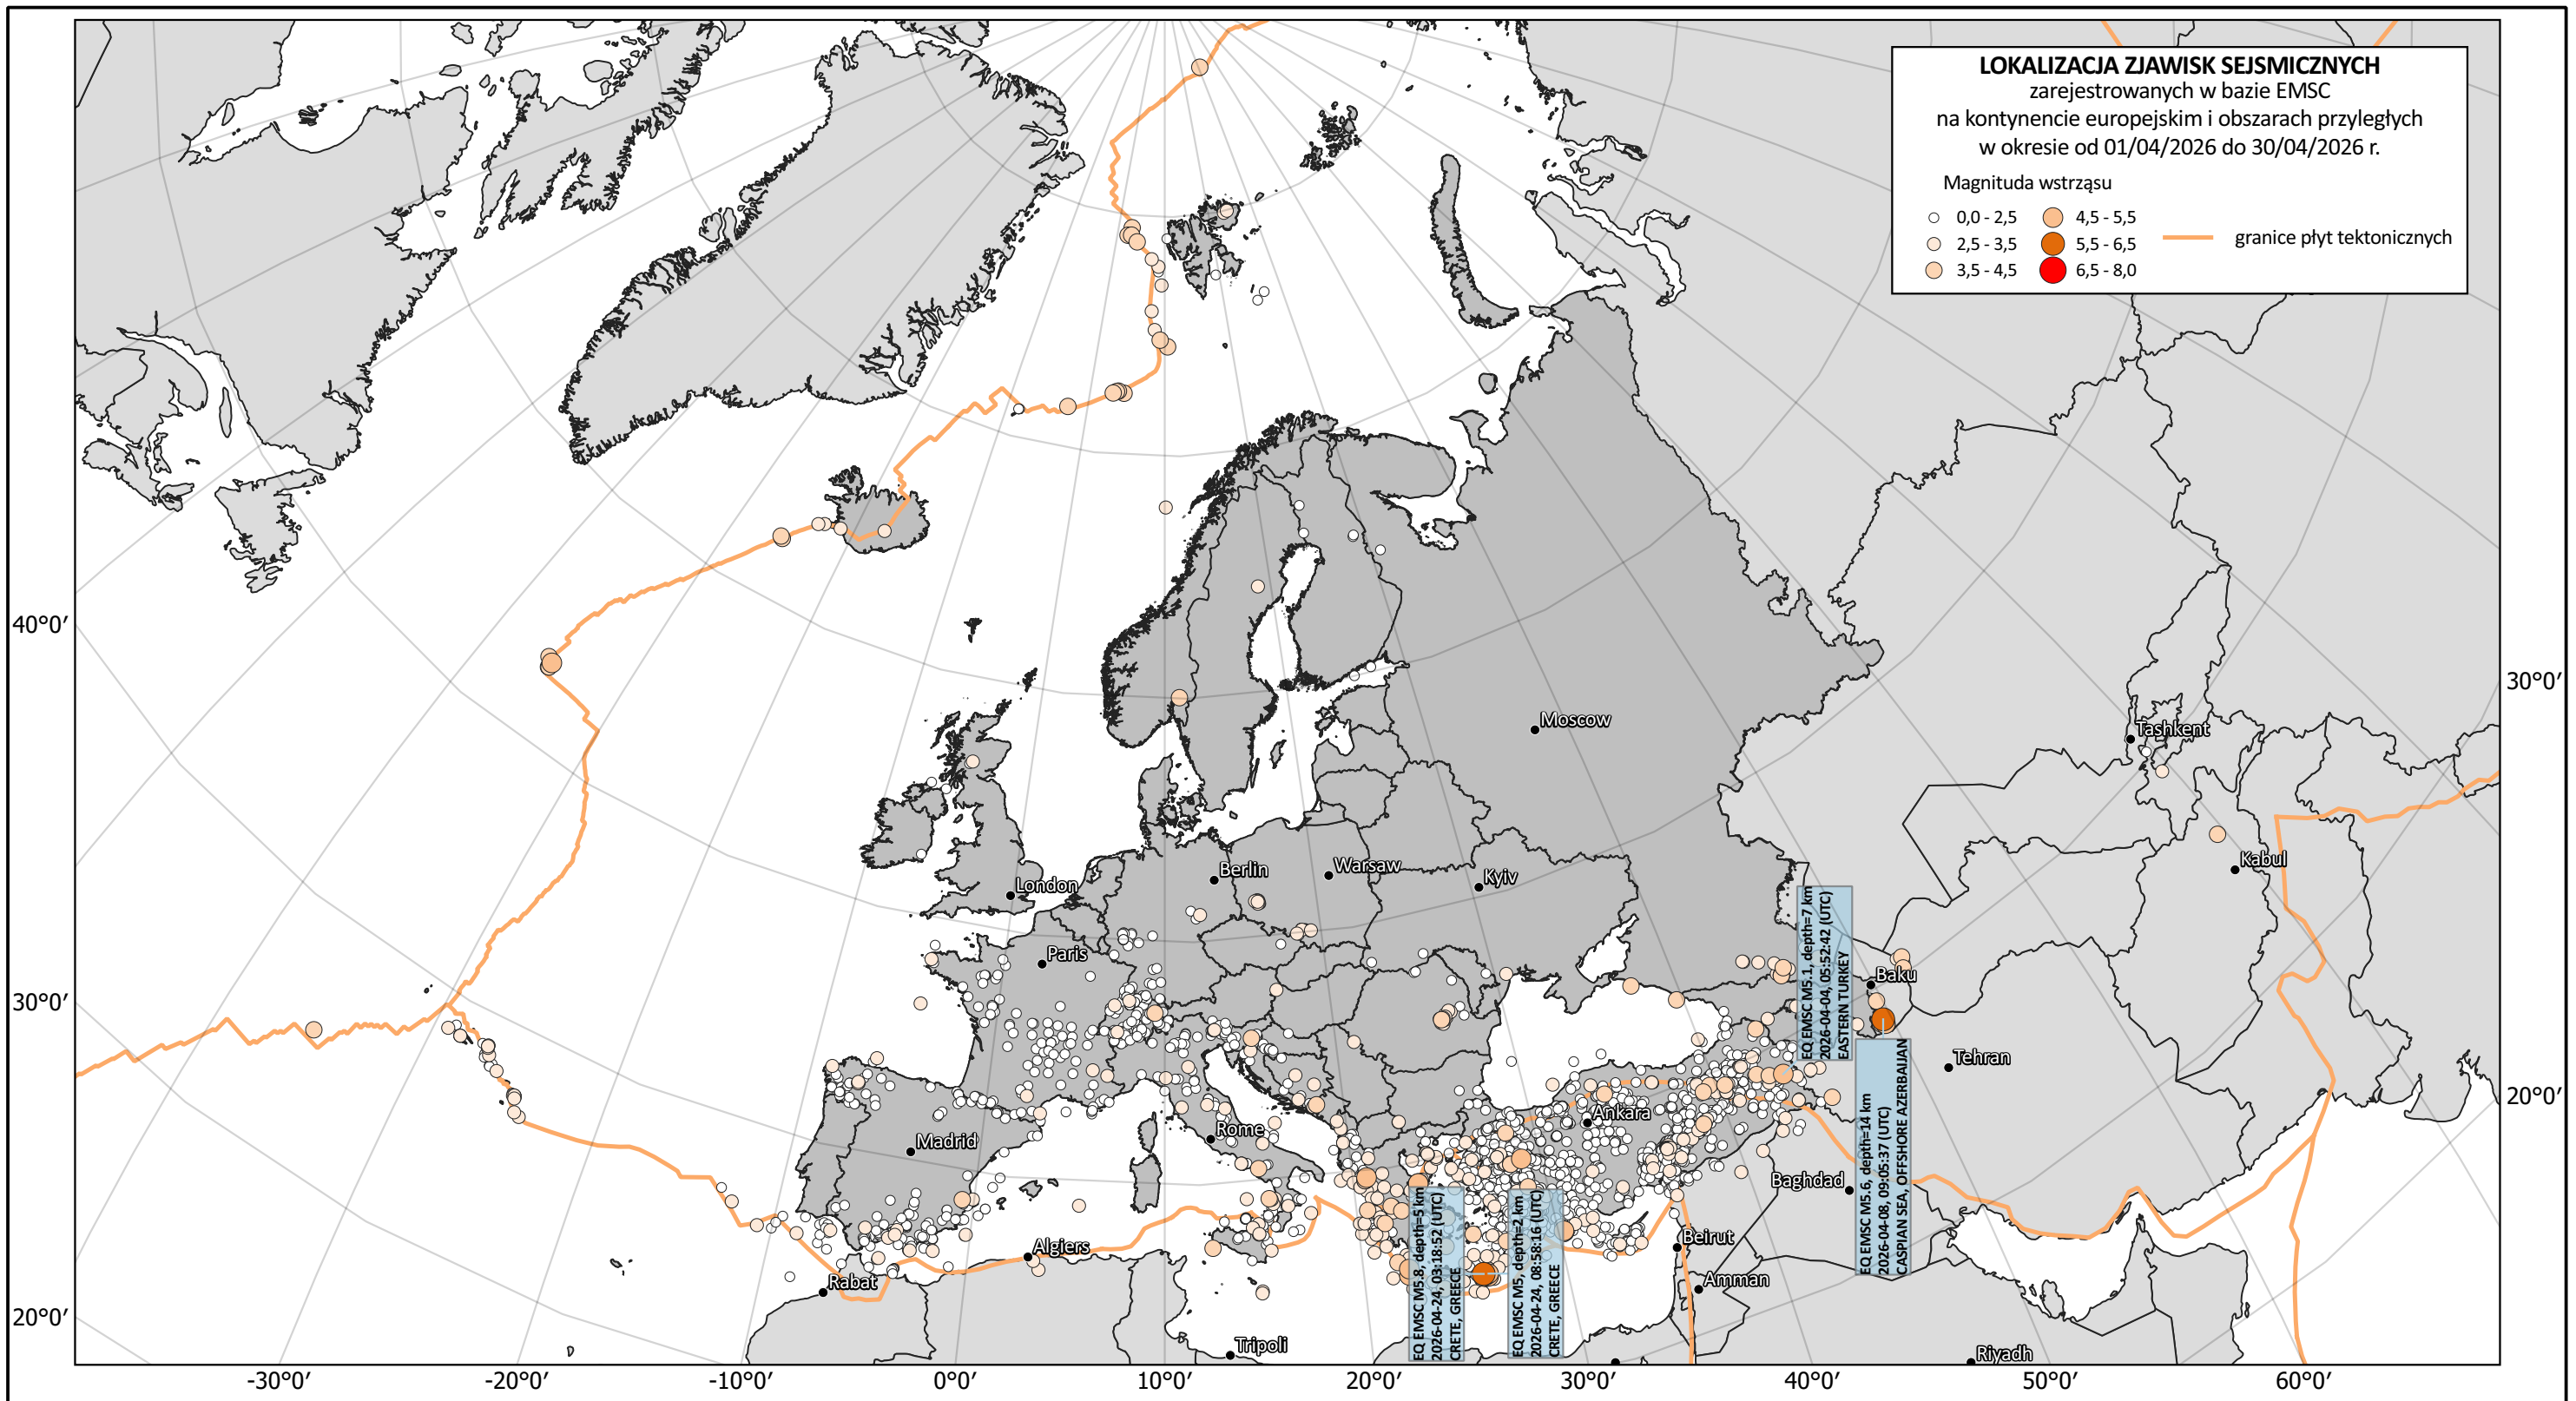 LOKALIZACJA ZJAWISK SEJSMICZNYCH
zarejestrowanych w bazie EMSC
na kontynencie europejskim i obszarach przyległych
w okresie od 01/04/2026 do 30/04/2026 r.
Magnituda wstrząsu
0,0 - 2,5
4,5 - 5,5
2,5 - 3,5
5,5 - 6,5
granice płyt tektonicznych
3,5 - 4,5
6,5 - 8,0
40°0′
30°0′
20°0′
30°0′
20°0′
-30°0′
-20°0′
-10°0′
0°0′
10°0′
20°0′
30°0′
40°0′
50°0′
60°0′
Moscow
Tashkent
Kabul
London
Berlin
Warsaw
Kyiv
Paris
Baku
Tehran
Madrid
Rome
Ankara
Baghdad
Algiers
Beirut
Rabat
Amman
Tripoli
Riyadh
EQ EMSC M5.1, depth=7 km
2026-04-04, 05:52:42 (UTC)
EASTERN TURKEY
EQ EMSC M5.6, depth=14 km
2026-04-08, 09:05:37 (UTC)
CASPIAN SEA, OFFSHORE AZERBAIJAN
EQ EMSC M5.8, depth=5 km
2026-04-24, 03:18:52 (UTC)
CRETE, GREECE
EQ EMSC M5, depth=2 km
2026-04-24, 08:58:16 (UTC)
CRETE, GREECE